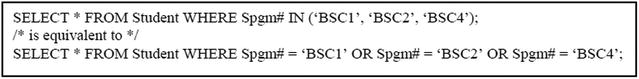 SELECT * FROM Student WHERE Spgm# IN (‘BSC1’, ‘BSC2’, ‘BSC4’);
/* is equivalent to */
SELECT * FROM Student WHERE Spgm# = ‘BSC1’ OR Spgm# = ‘BSC2’ OR Spgm# = ‘BSC4’;